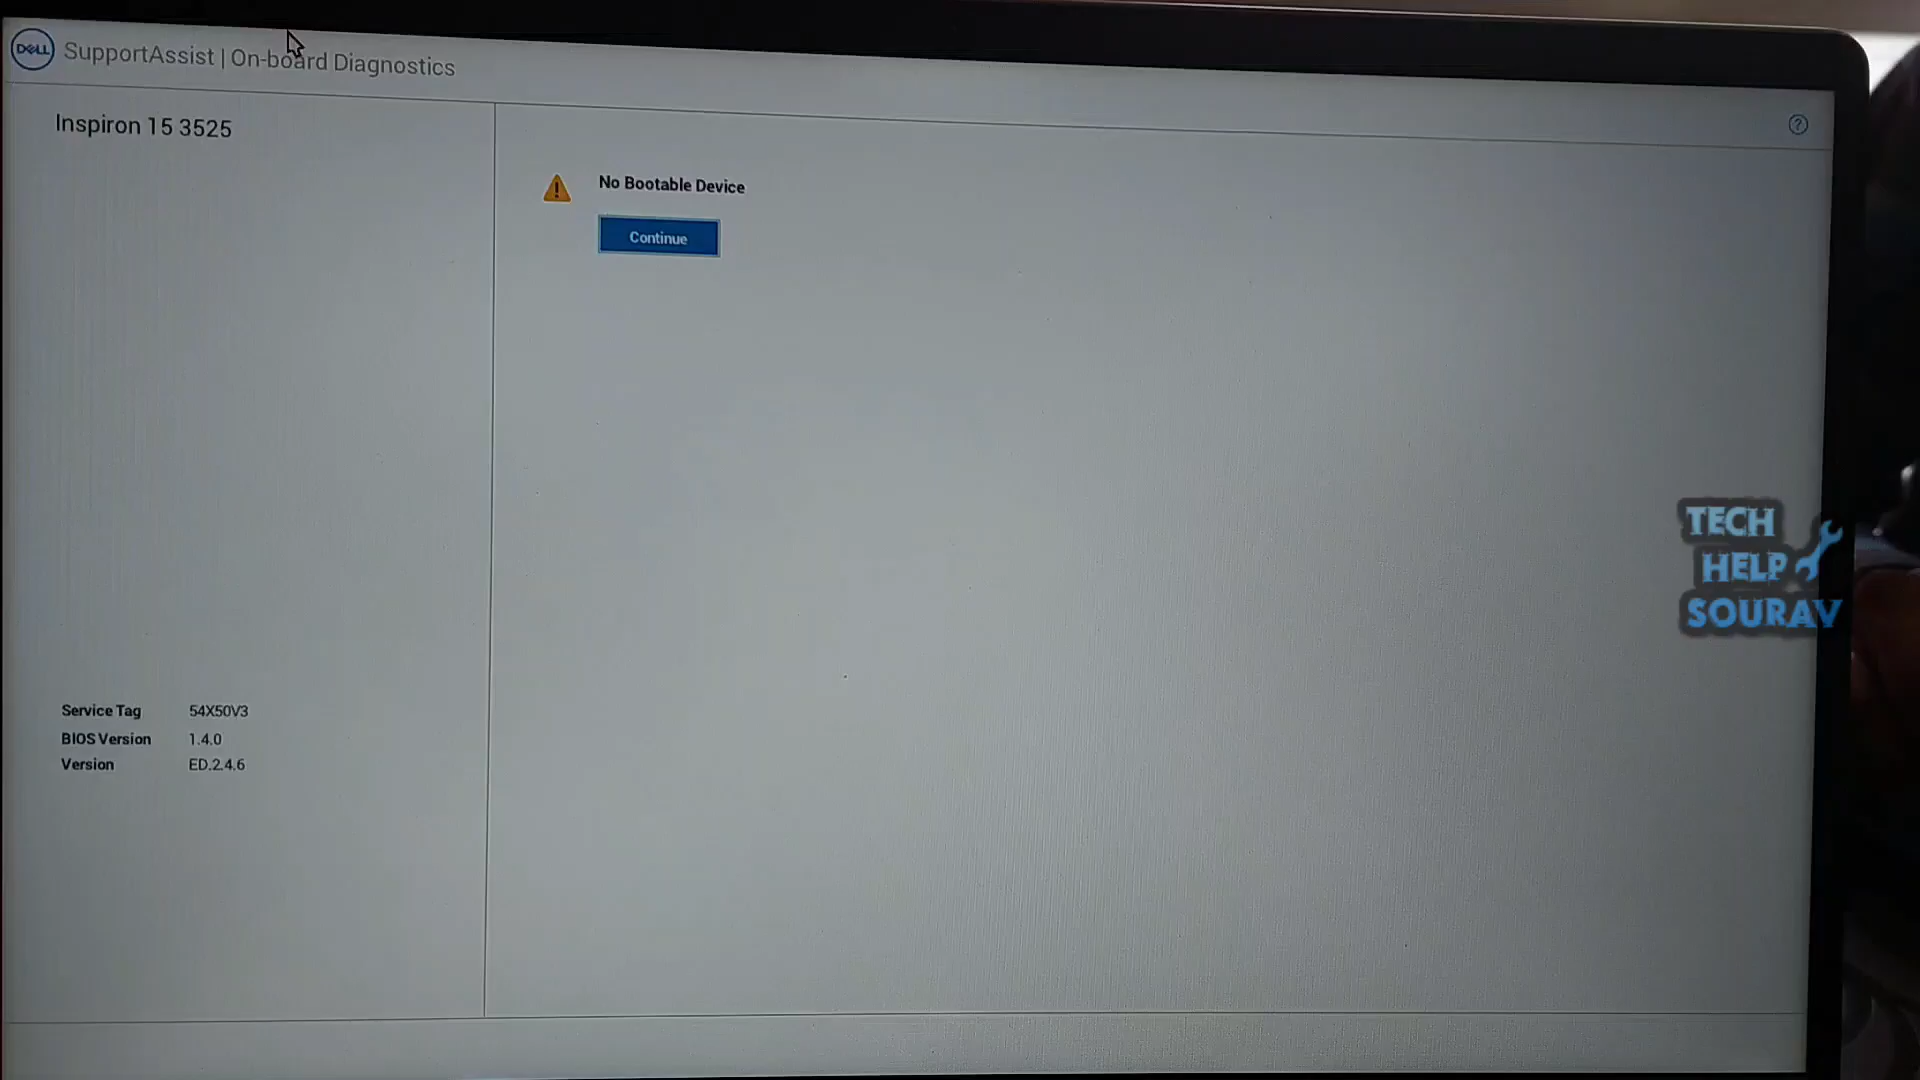 DELL
SupportAssist | On-board Diagnostics
Inspiron 15 3525
?
No Bootable Device
Continue
TECH
HELP
SOURAV
Service Tag 54X50V3
BIOS Version 1.4.0
Version ED.2.4.6